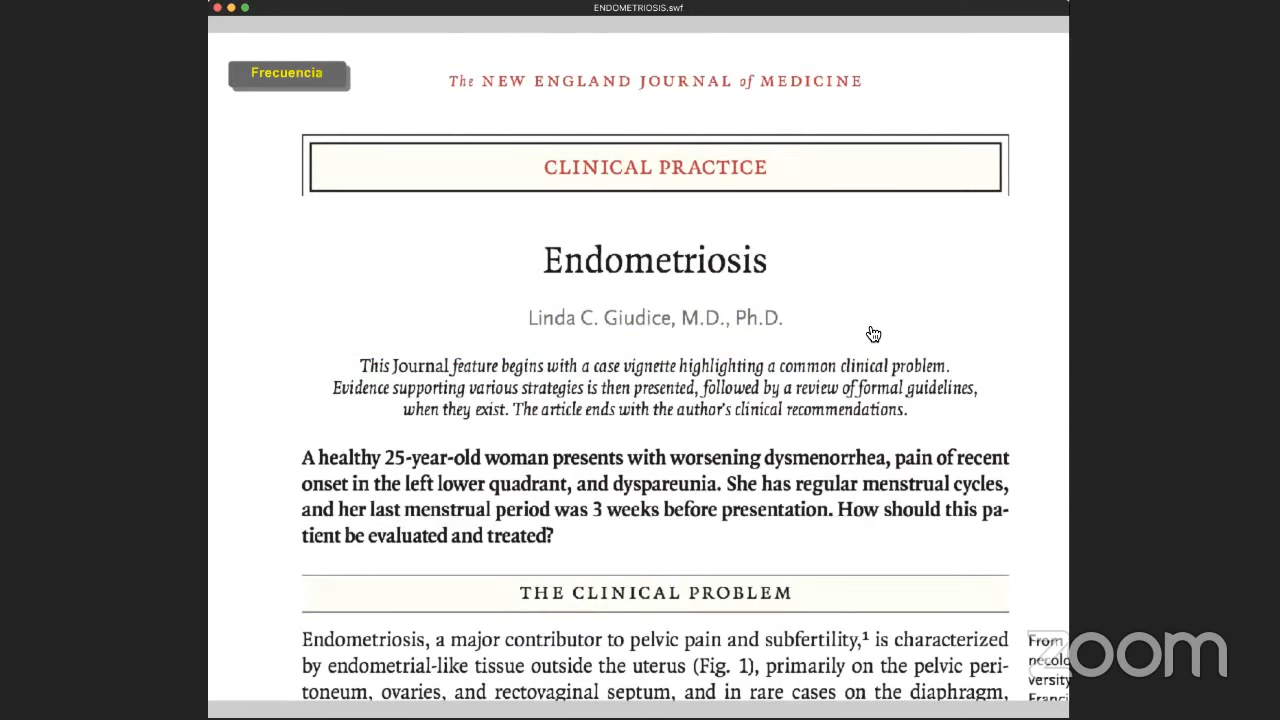 ENDOMETRIOSIS.swf
Frecuencia
The NEW ENGLAND JOURNAL of MEDICINE
CLINICAL PRACTICE
Endometriosis
Linda C. Giudice, M.D., Ph.D.
This Journal feature begins with a case vignette highlighting a common clinical problem.
Evidence supporting various strategies is then presented, followed by a review of formal guidelines,
when they exist. The article ends with the author's clinical recommendations.
A healthy 25-year-old woman presents with worsening dysmenorrhea, pain of recent
onset in the left lower quadrant, and dyspareunia. She has regular menstrual cycles,
and her last menstrual period was 3 weeks before presentation. How should this pa-
tient be evaluated and treated?
THE CLINICAL PROBLEM
Endometriosis, a major contributor to pelvic pain and subfertility,¹ is characterized
by endometrial-like tissue outside the uterus (Fig. 1), primarily on the pelvic peri-
toneum, ovaries, and rectovaginal septum, and in rare cases on the diaphragm,
From
necolo
versity
zoom